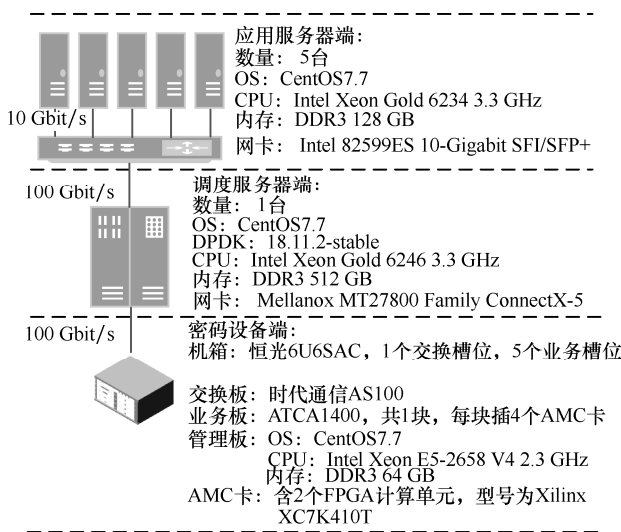 应用服务器端：
数量： 5台
OS：CentOS7.7
CPU：Intel Xeon Gold 6234 3.3 GHz
10 Gbit/s
内存：DDR3 128 GB
网卡： Intel 82599ES 10-Gigabit SFI/SFP+
100 Gbit/s
调度服务器端：
数量： 1台
OS：CentOS7.7
DPDK：18.11.2-stable
CPU：Intel Xeon Gold 6246 3.3 GHz
内存：DDR3 512 GB
网卡： Mellanox MT27800 Family ConnectX-5
100 Gbit/s
密码设备端：
机箱：恒光6U6SAC，1个交换槽位，5个业务槽位
交换板：时代通信AS100
业务板：ATCA1400，共1块，每块插4个AMC卡
管理板：OS：CentOS7.7
CPU：Intel Xeon E5-2658 V4 2.3 GHz
内存：DDR3 64 GB
AMC卡：含2个FPGA计算单元，型号为Xilinx
XC7K410T